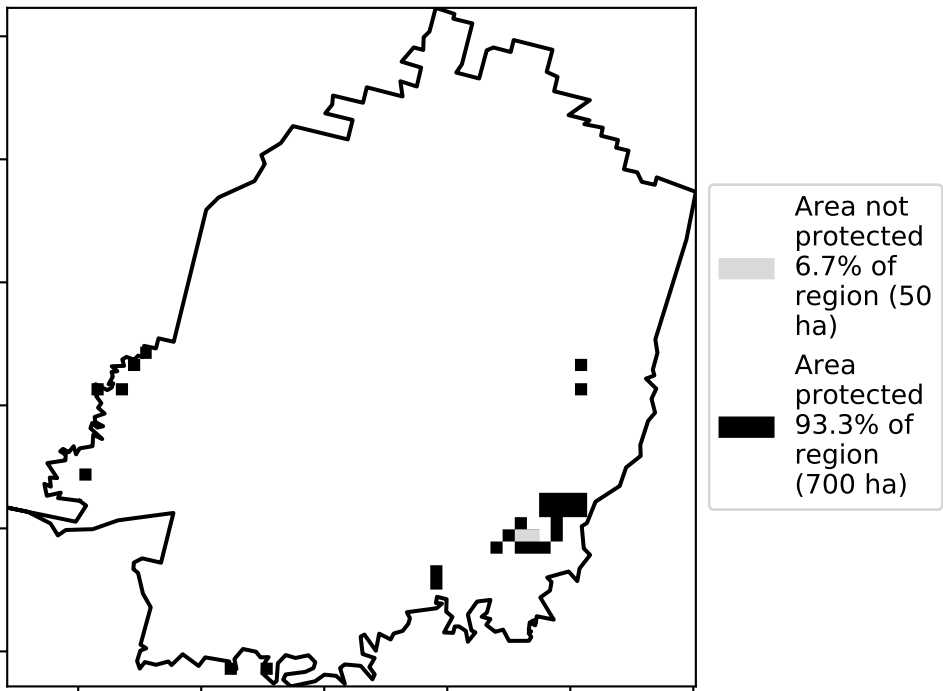 Area not
protected
6.7% of
region (50
ha)
Area
protected
93.3% of
region
(700 ha)